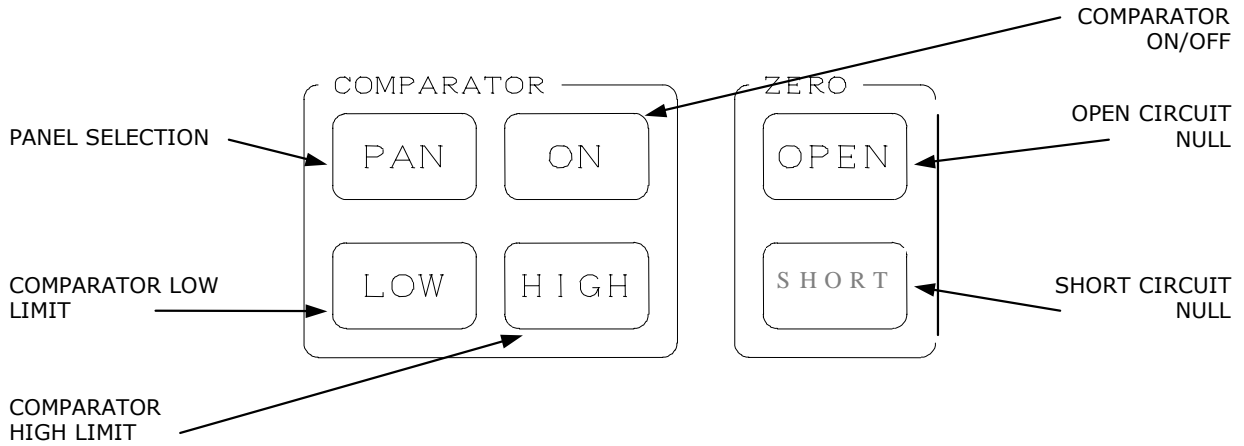 COMPARATOR
ON/OFF
COMPARATOR
ZERO
OPEN CIRCUIT
NULL
PANEL SELECTION
PAN
ON
OPEN
COMPARATOR LOW
LIMIT
LOW
HIGH
SHORT
SHORT CIRCUIT
NULL
COMPARATOR
HIGH LIMIT